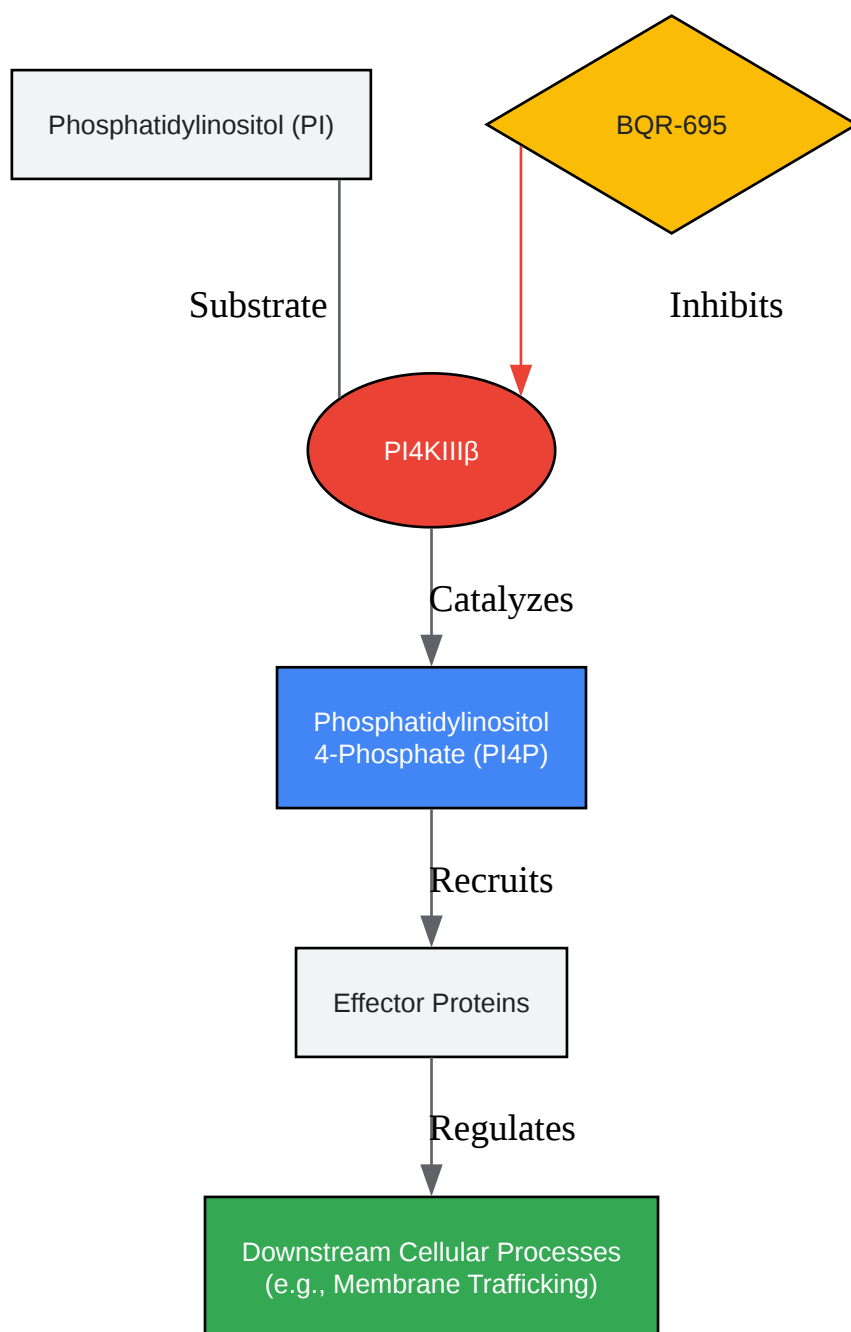 Phosphatidylinositol (PI)
BQR-695
Substrate
Inhibits
PI4KIIIβ
Catalyzes
Phosphatidylinositol
4-Phosphate (PI4P)
Recruits
Effector Proteins
Regulates
Downstream Cellular Processes
(e.g., Membrane Trafficking)